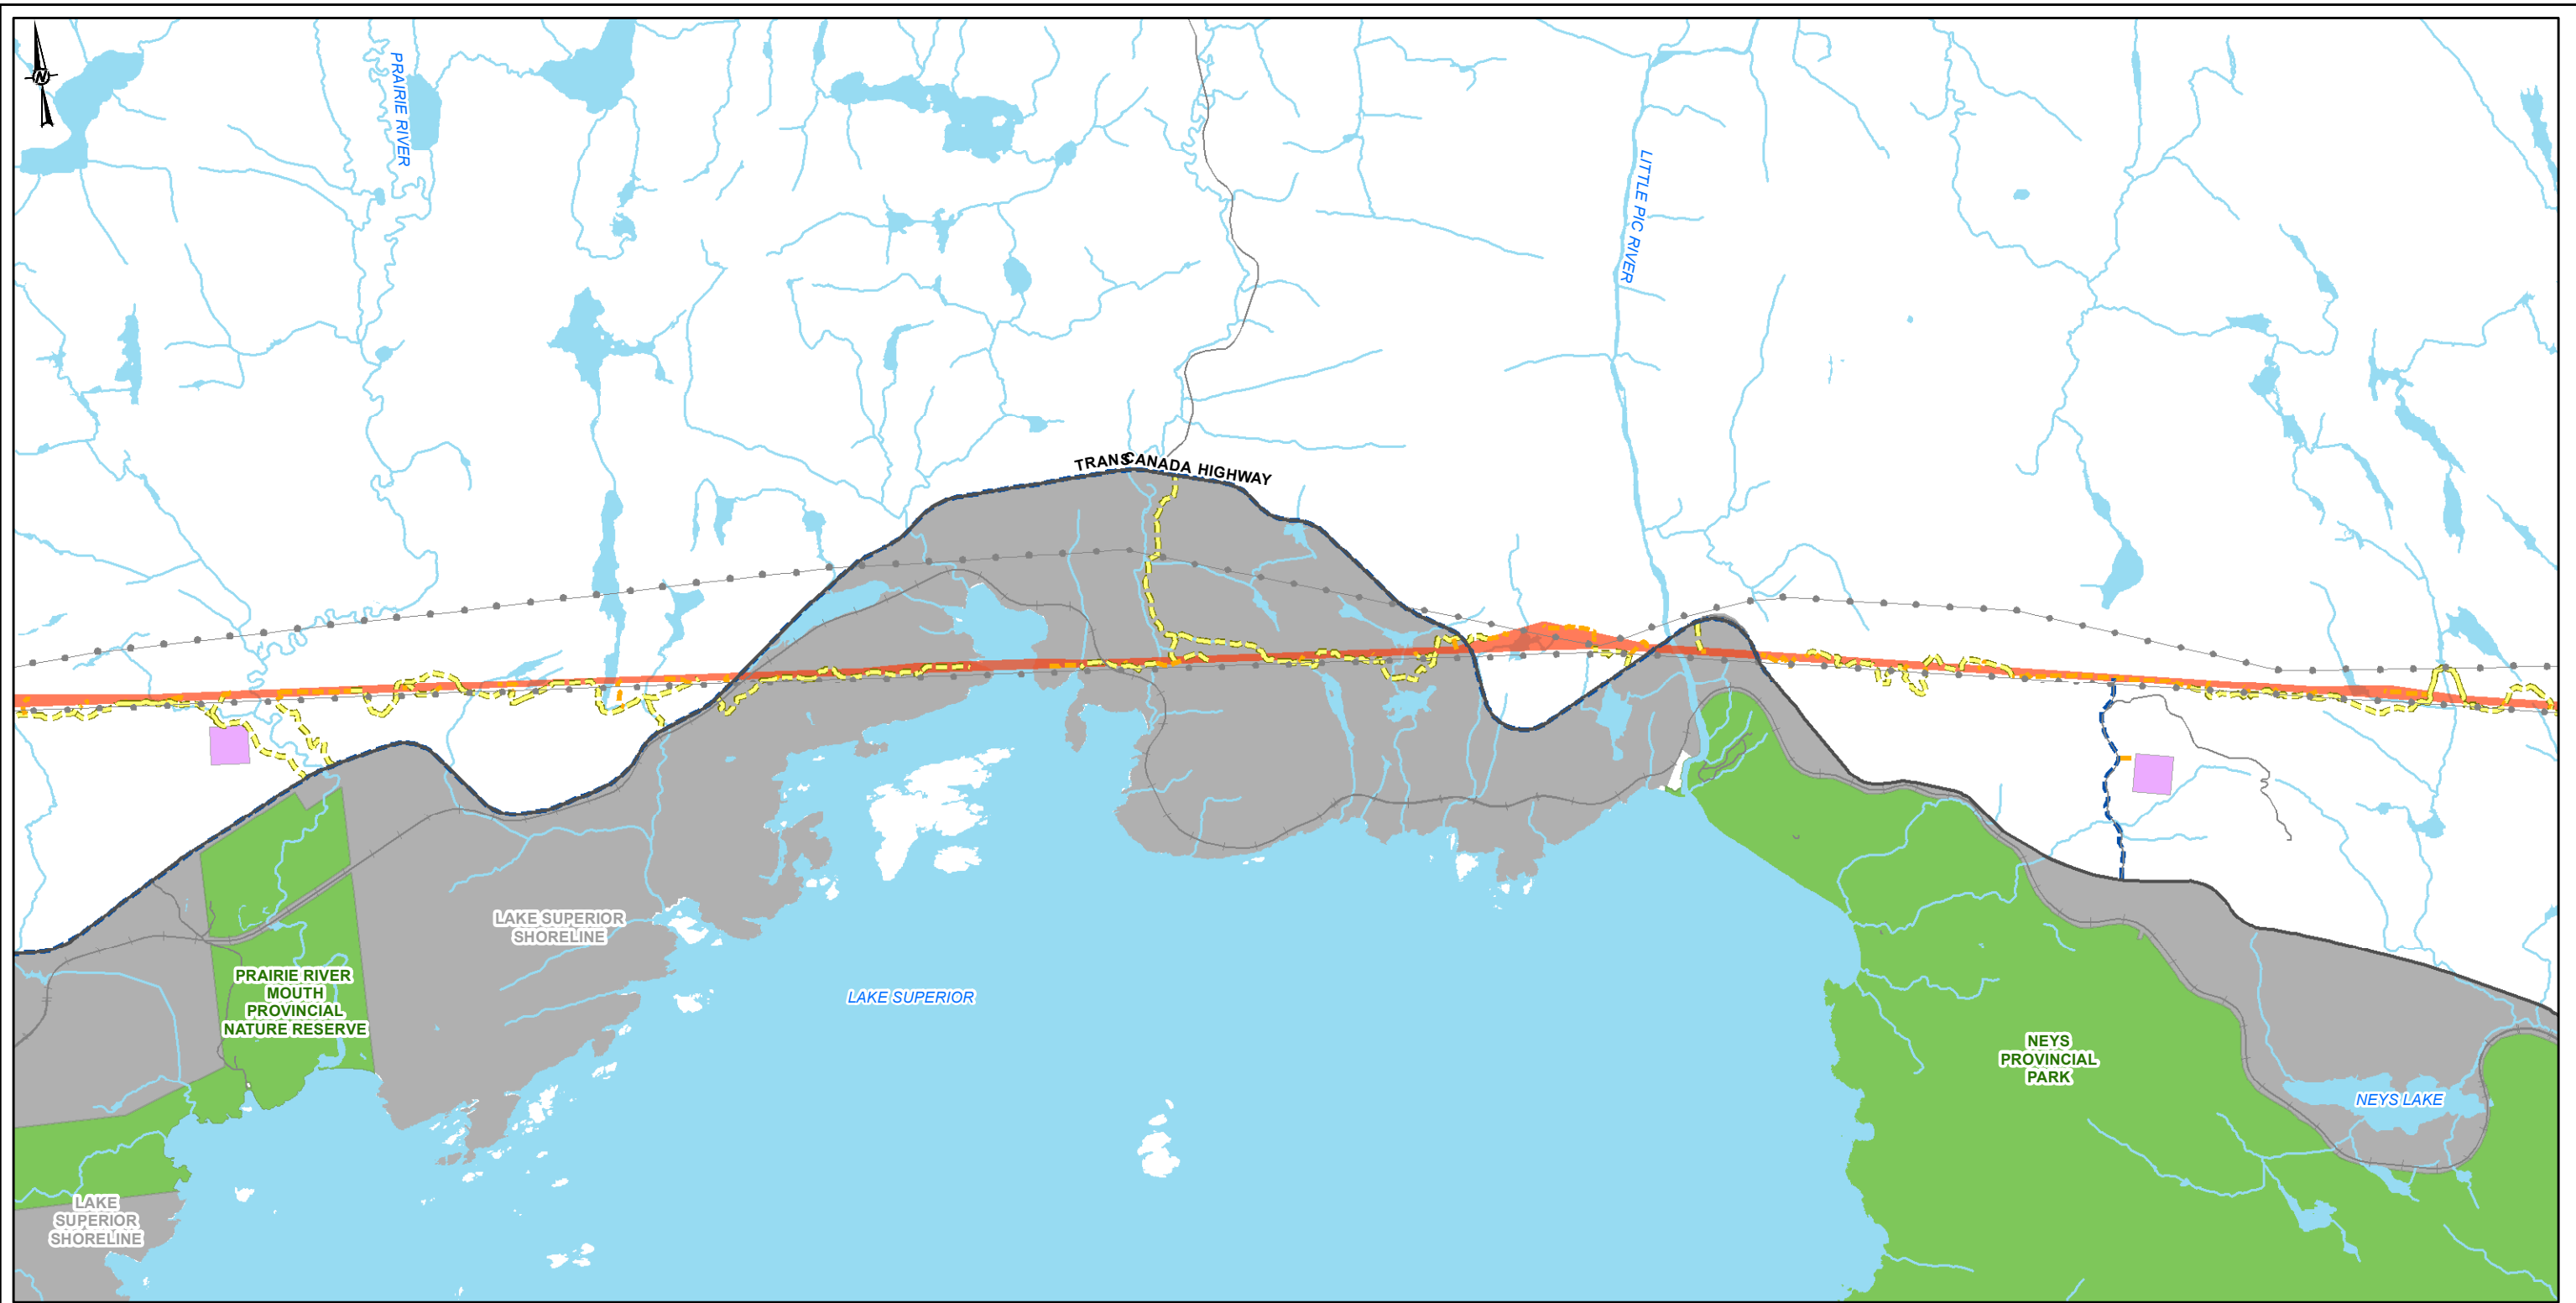 N
PRAIRIE RIVER
LITTLE PIC RIVER
TRANS CANADA HIGHWAY
LAKE SUPERIOR
SHORELINE
PRAIRIE RIVER
MOUTH
PROVINCIAL
NATURE RESERVE
LAKE SUPERIOR
NEYS
PROVINCIAL
PARK
NEYS LAKE
LAKE
SUPERIOR
SHORELINE